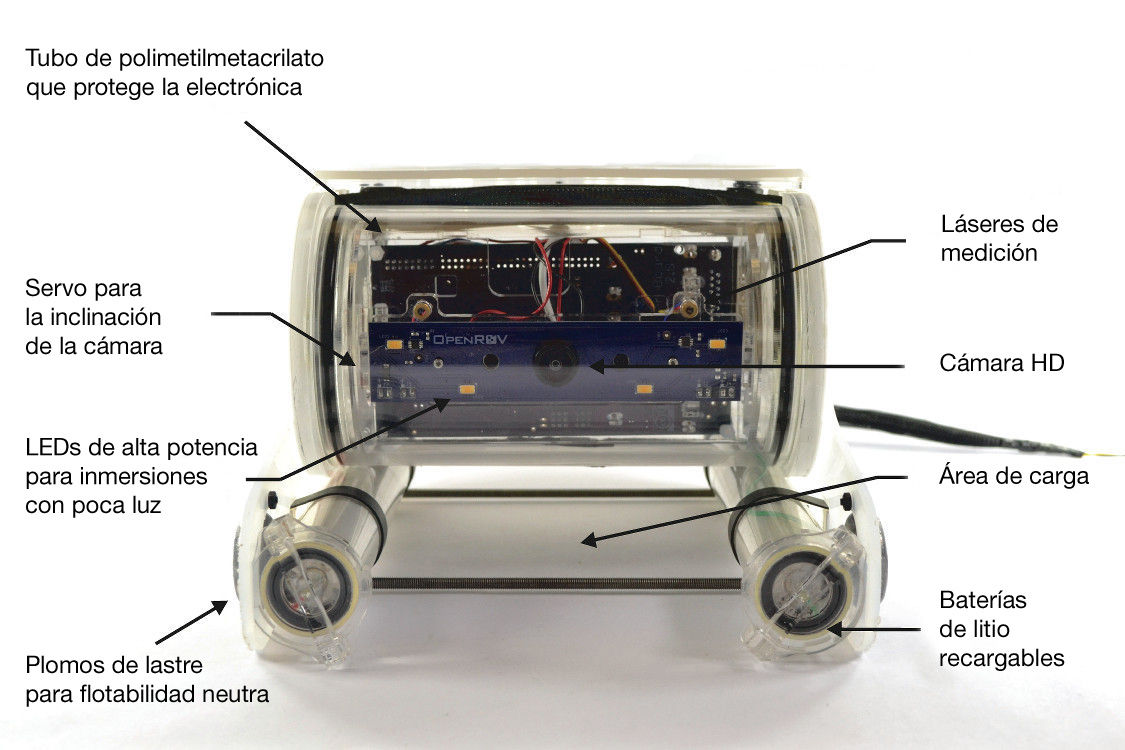 Tubo de polimetilmetacrilato
que protege la electrónica
Láseres de
medición
Servo para
la inclinación
de la cámara
OPENROV
Cámara HD
LEDs de alta potencia
para inmersiones
con poca luz
Área de carga
Baterías
de litio
recargables
Plomos de lastre
para flotabilidad neutra